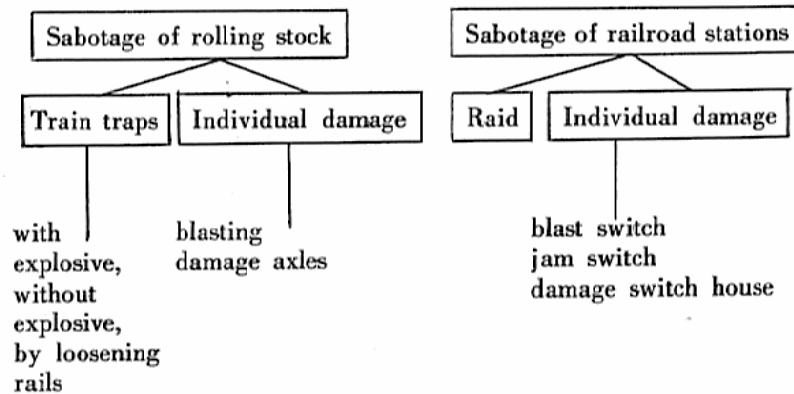 Sabotage of rolling stock
Train traps
Individual damage
with
explosive,
without
explosive,
by loosening
rails
blasting
damage axles
Sabotage of railroad stations
Raid
Individual damage
blast switch
jam switch
damage switch house